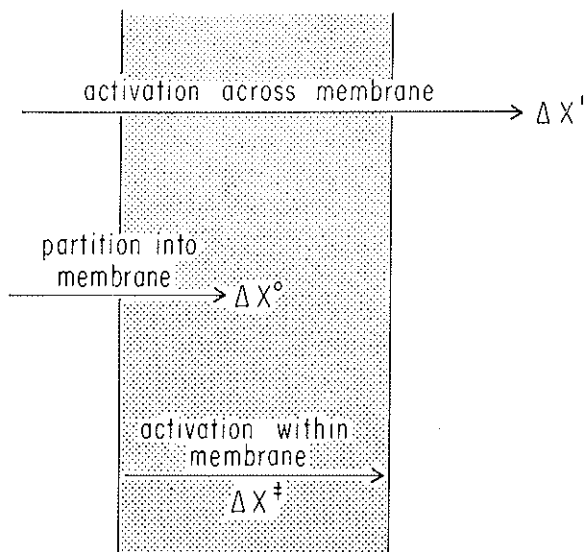 activation across membrane
ΔX'
partition into
membrane
ΔX°
activation within
membrane
ΔX‡